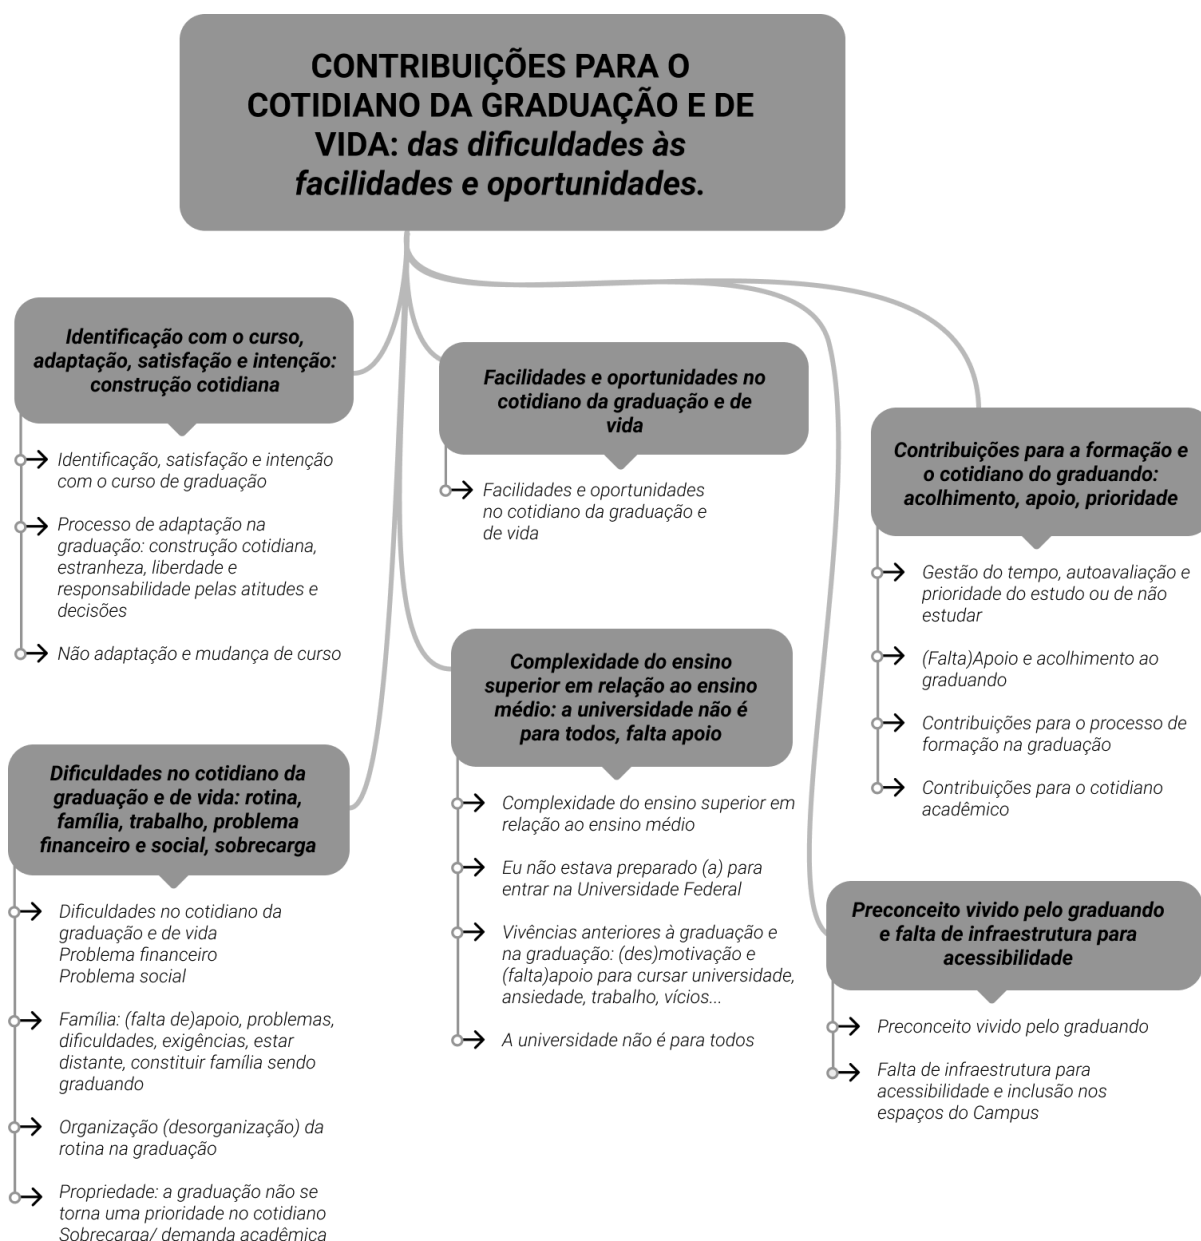 CONTRIBUIÇÕES PARA O
COTIDIANO DA GRADUAÇÃO E DE
VIDA: das dificuldades às
facilidades e oportunidades.
Identificação com o curso,
adaptação, satisfação e intenção:
construção cotidiana
Identificação, satisfação e intenção
com o curso de graduação
Processo de adaptação na
graduação: construção cotidiana,
estranheza, liberdade e
responsabilidade pelas atitudes e
decisões
Não adaptação e mudança de curso
Dificuldades no cotidiano da
graduação e de vida: rotina,
família, trabalho, problema
financeiro e social, sobrecarga
Dificuldades no cotidiano da
graduação e de vida
Problema financeiro
Problema social
Família: (falta de)apoio, problemas,
dificuldades, exigências, estar
distante, constituir família sendo
graduando
Organização (desorganização) da
rotina na graduação
Propriedade: a graduação não se
torna uma prioridade no cotidiano
Sobrecarga/ demanda acadêmica
Facilidades e oportunidades no
cotidiano da graduação e de
vida
Facilidades e oportunidades
no cotidiano da graduação e
de vida
Complexidade do ensino
superior em relação ao ensino
médio: a universidade não é
para todos, falta apoio
Complexidade do ensino superior em
relação ao ensino médio
Eu não estava preparado (a) para
entrar na Universidade Federal
Vivências anteriores à graduação e
na graduação: (des)motivação e
(falta)apoio para cursar universidade,
ansiedade, trabalho, vícios...
A universidade não é para todos
Contribuições para a formação e
o cotidiano do graduando:
acolhimento, apoio, prioridade
Gestão do tempo, autoavaliação e
prioridade do estudo ou de não
estudar
(Falta)Apoio e acolhimento ao
graduando
Contribuições para o processo de
formação na graduação
Contribuições para o cotidiano
acadêmico
Preconceito vivido pelo graduando
e falta de infraestrutura para
acessibilidade
Preconceito vivido pelo graduando
Falta de infraestrutura para
acessibilidade e inclusão nos
espaços do Campus